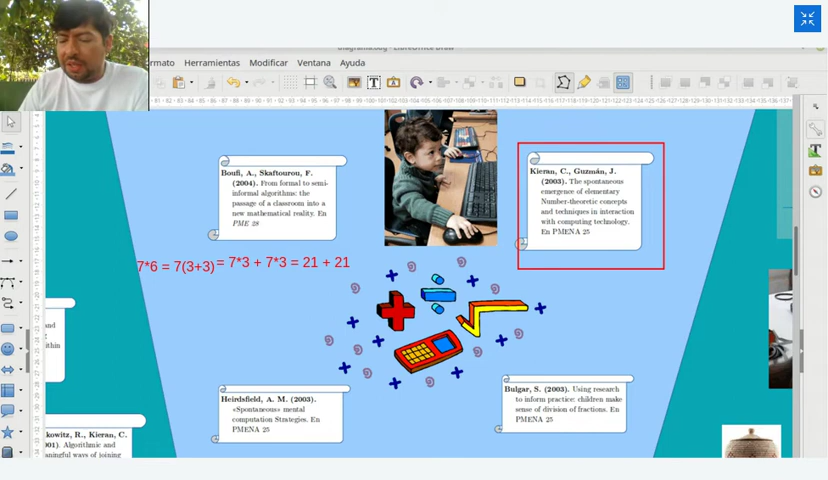 Herramientas Modificar Ventana Ayuda
Boufi, A., Skaftourou, F.
(2004). From formal to semi-
informal algorithms: the
passage of a classroom into a
new mathematical reality. En
PME 28
Kieran, C., Guzmán, J.
(2003). The spontaneous
emergence of elementary
Number-theoretic concepts
and techniques in interaction
with computing technology.
En PMENA 25
7*6 = 7(3+3) = 7*3 + 7*3 = 21 + 21
Heirdsfield, A. M. (2003).
«Spontaneous» mental
computation Strategies. En
PMENA 25
Bulgar, S. (2003). Using research
to inform practice: children make
sense of division of fractions. En
PMENA 25
kowitz, R., Kieran, C.
01). Algorithmic and
aningful ways of joining